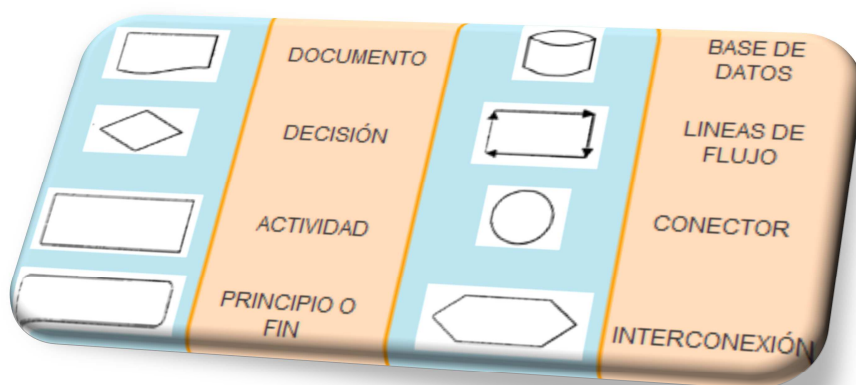 DOCUMENTO
BASE DE
DATOS
DECISIÓN
LINEAS DE
FLUJO
ACTIVIDAD
CONECTOR
PRINCIPIO O
FIN
INTERCONEXIÓN